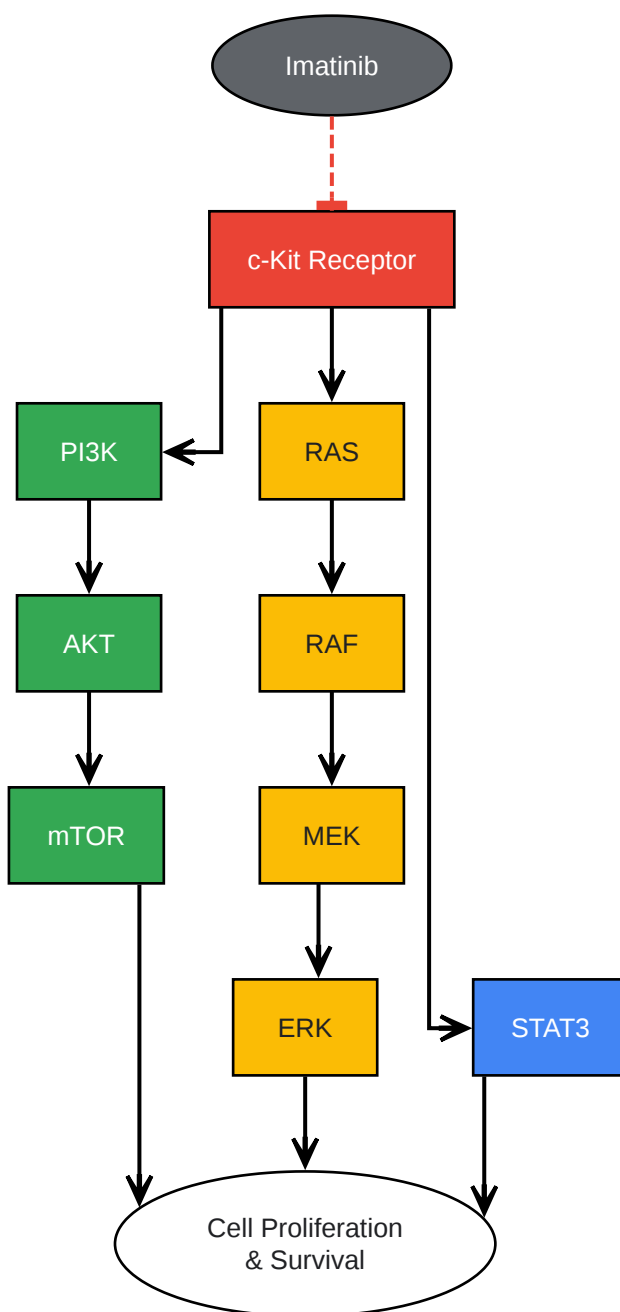 Imatinib
c-Kit Receptor
PI3K
RAS
AKT
RAF
mTOR
MEK
ERK
STAT3
Cell Proliferation
& Survival